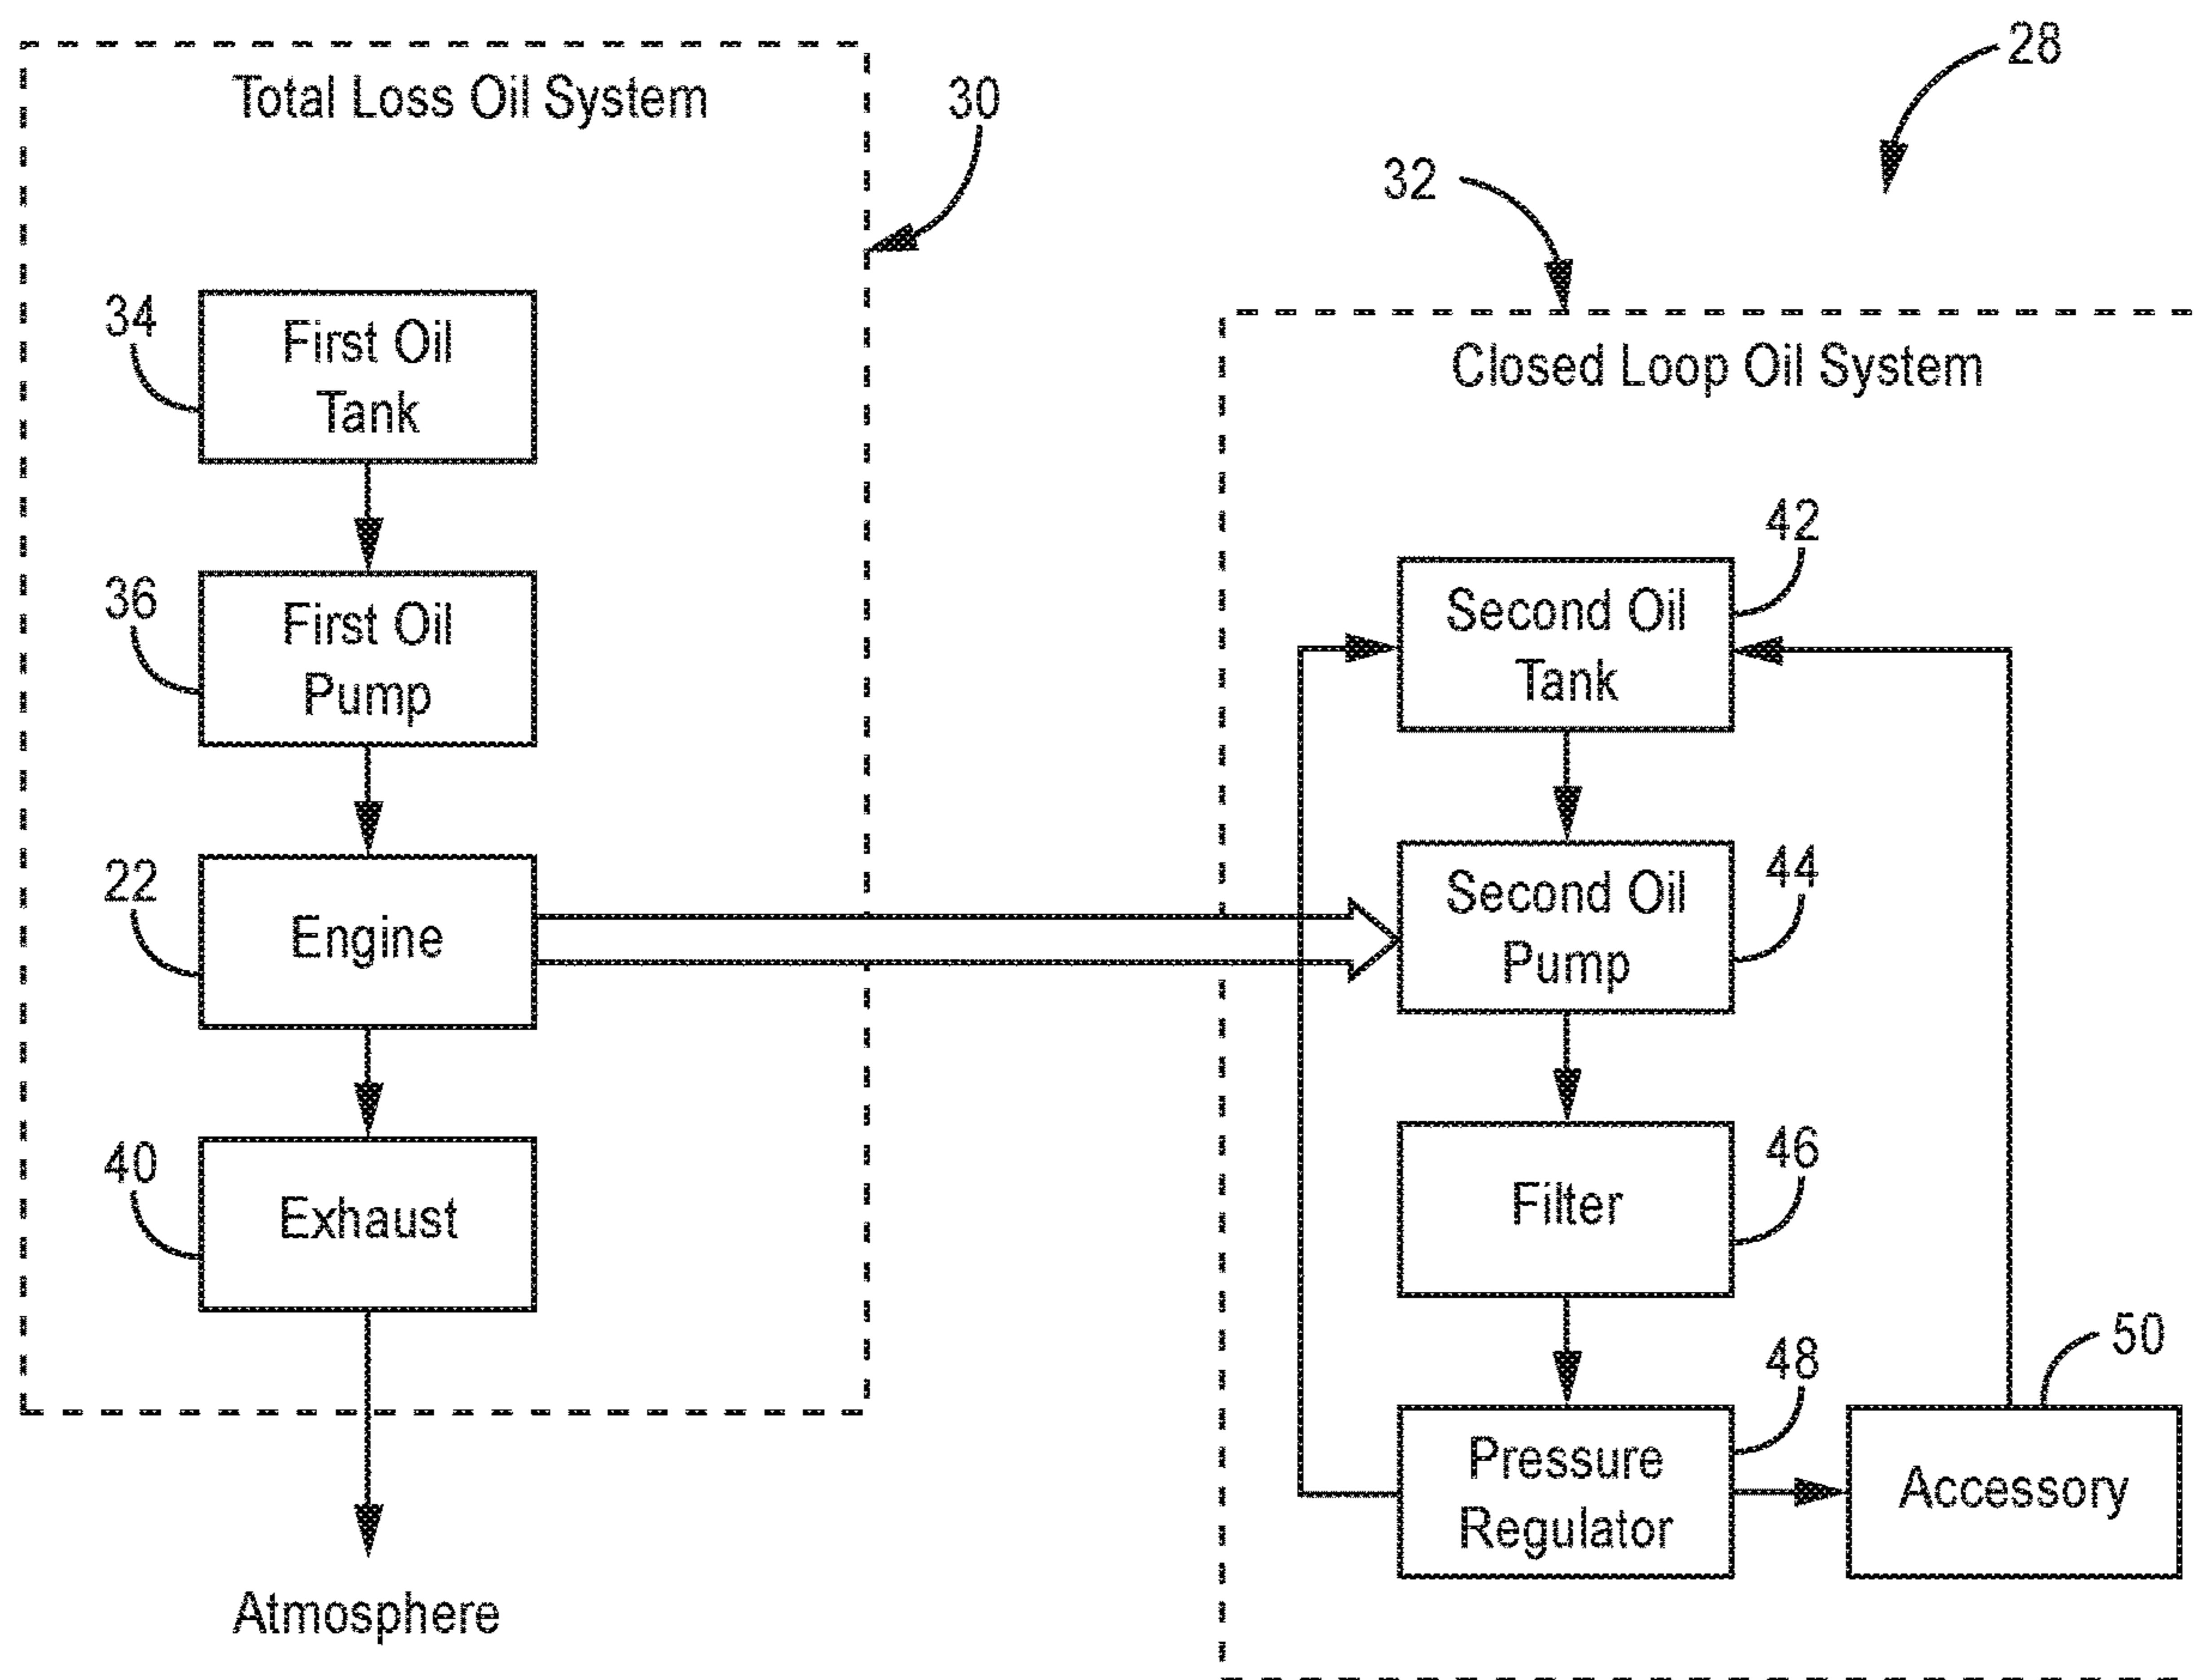 28
Total Loss Oil System
30
32
34
First Oil
Tank
Closed Loop Oil System
36
First Oil
Pump
42
Second Oil
Tank
22
Engine
44
Second Oil
Pump
40
Exhaust
46
Filter
48
50
Pressure
Regulator
Accessory
Atmosphere